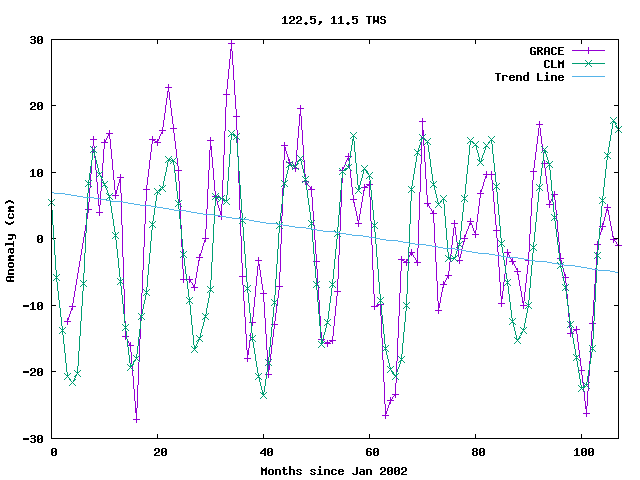 122.5, 11.5 TWS
GRACE
CLM
Trend Line
30
20
10
0
-10
-20
-30
Anomaly (cm)
0 20 40 60 80 100
Months since Jan 2002